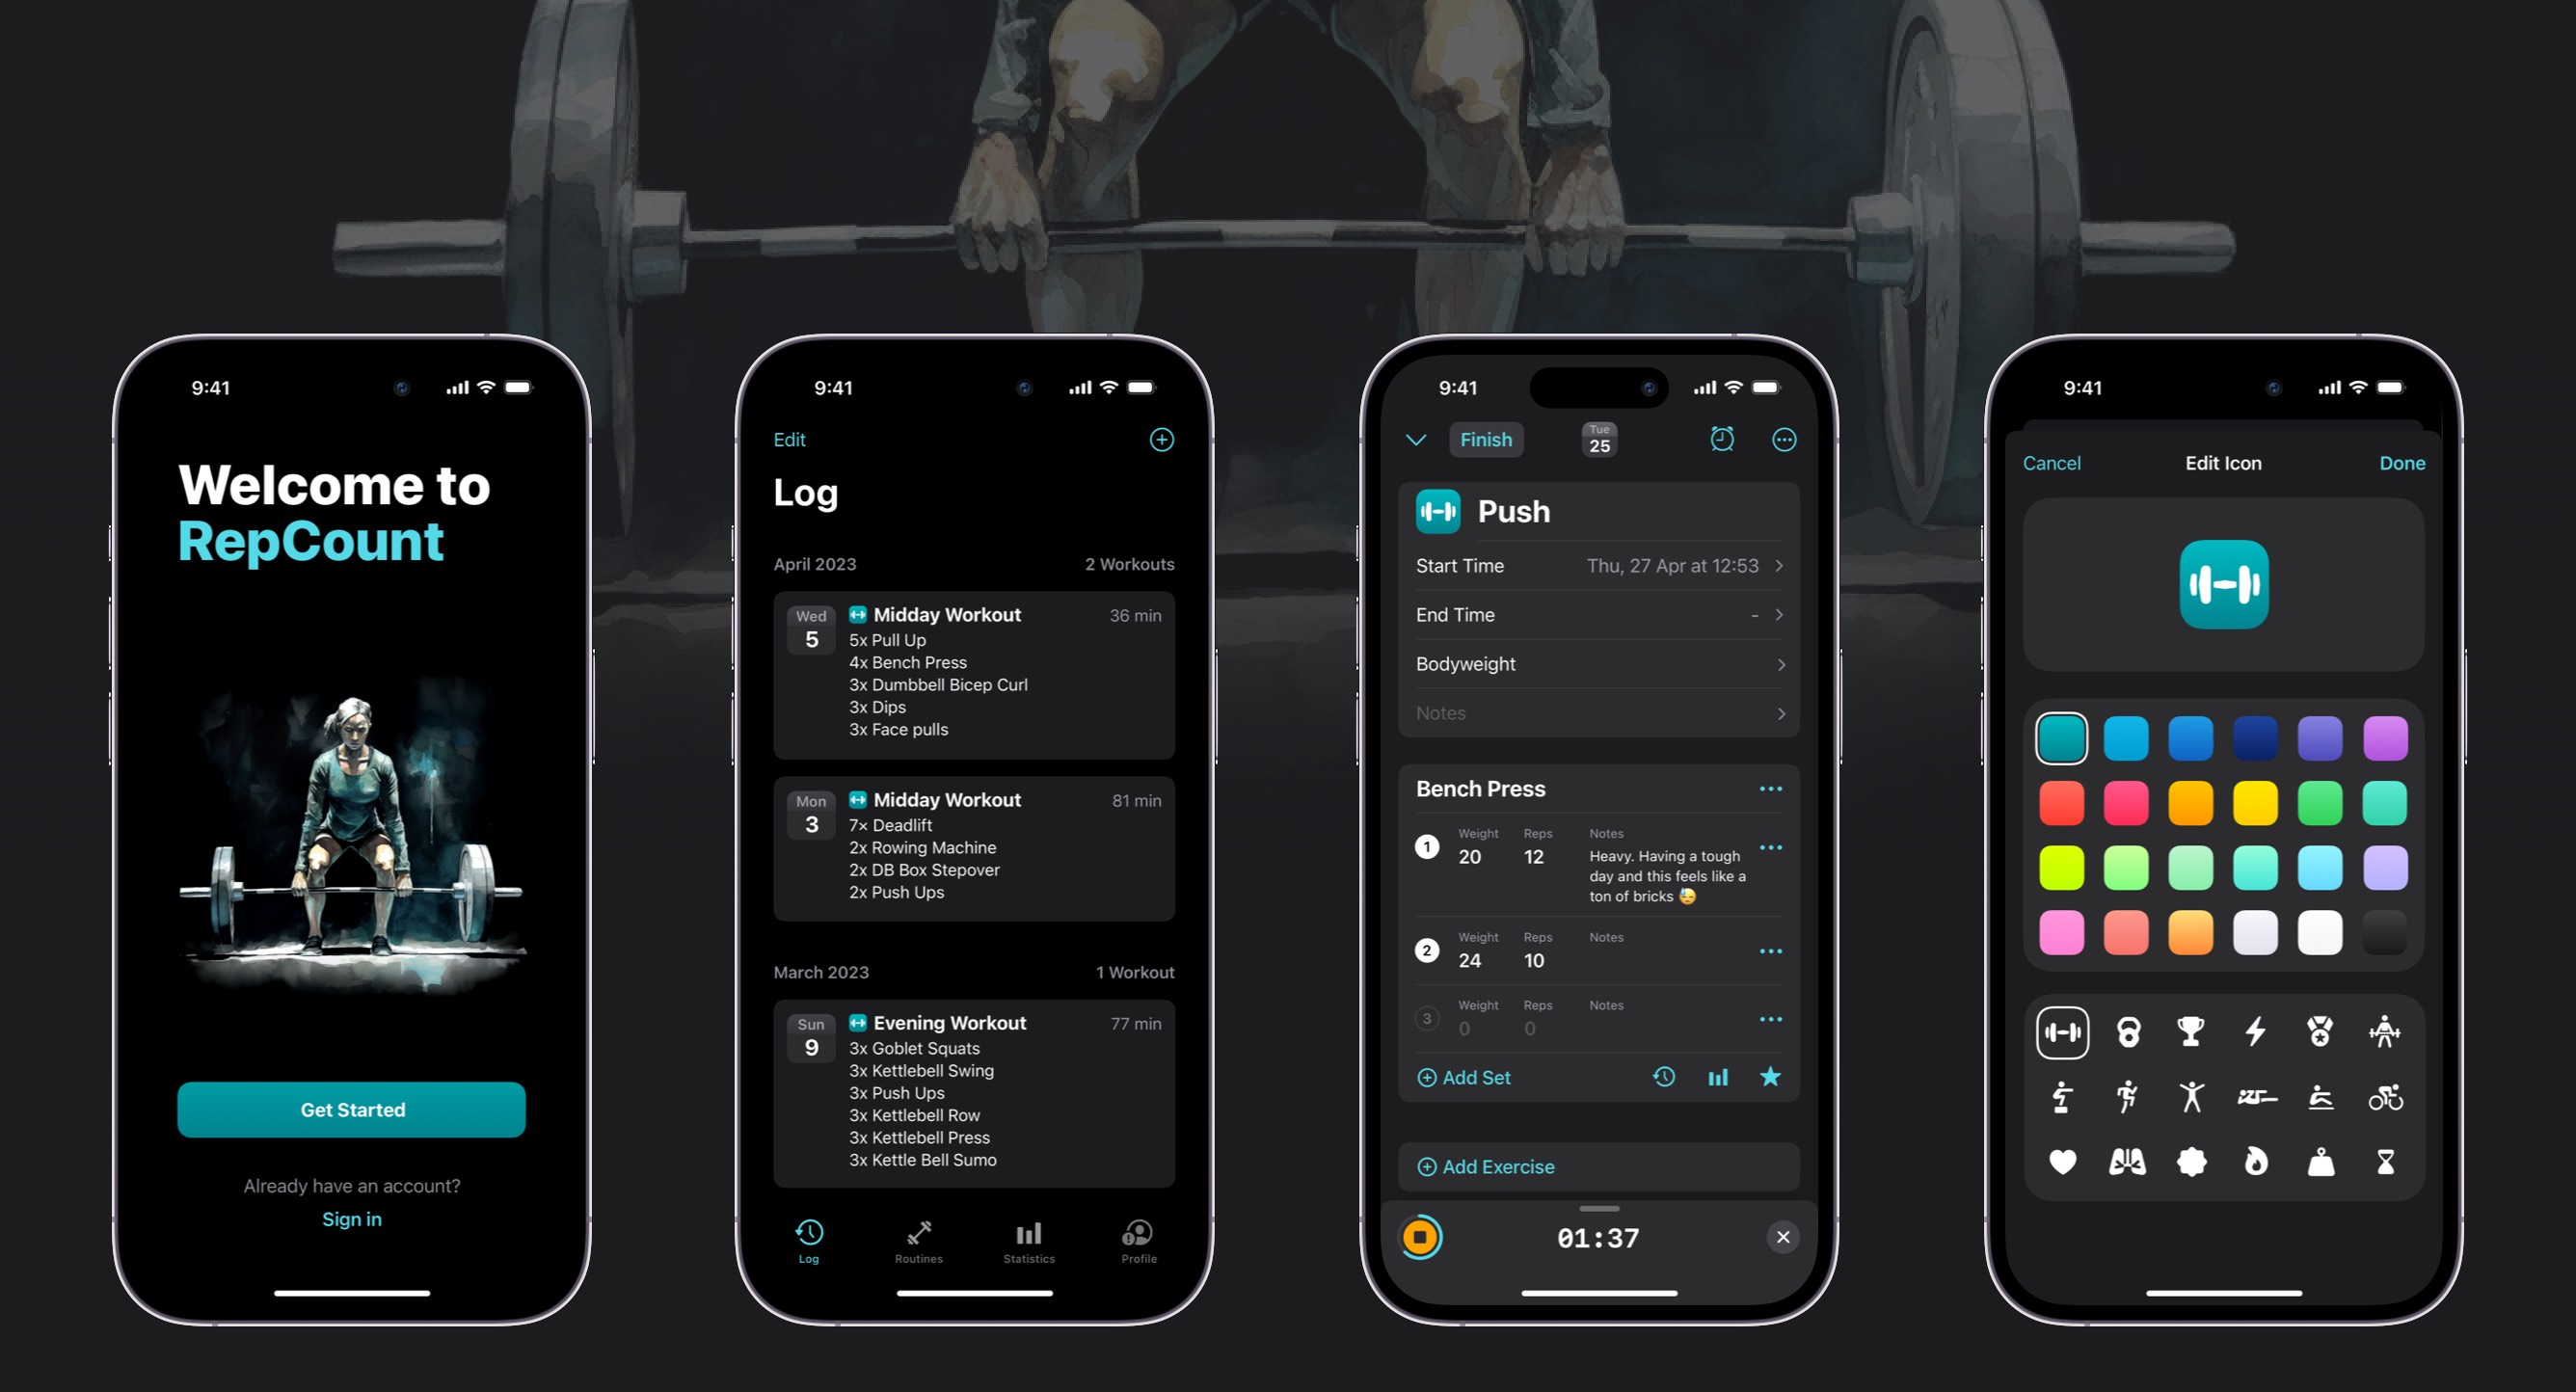 9:41
Welcome to
RepCount
Get Started
Already have an account?
Sign in
9:41
Edit
Log
April 2023 2 Workouts
Wed
5
Midday Workout 36 min
5x Pull Up
4x Bench Press
3x Dumbbell Bicep Curl
3x Dips
3x Face pulls
Mon
3
Midday Workout 81 min
7× Deadlift
2x Rowing Machine
2x DB Box Stepover
2x Push Ups
March 2023 1 Workout
Sun
9
Evening Workout 77 min
3x Goblet Squats
3x Kettlebell Swing
3x Push Ups
3x Kettlebell Row
3x Kettlebell Press
3x Kettle Bell Sumo
Log Routines Statistics Profile
9:41
Finish
Tue
25
Push
Start Time Thu, 27 Apr at 12:53
End Time -
Bodyweight
Notes
Bench Press
1
Weight Reps Notes
20 12 Heavy. Having a tough
day and this feels like a
ton of bricks 😓
2
Weight Reps Notes
24 10
3
Weight Reps Notes
0 0
Add Set
Add Exercise
01:37
9:41
Cancel Edit Icon Done